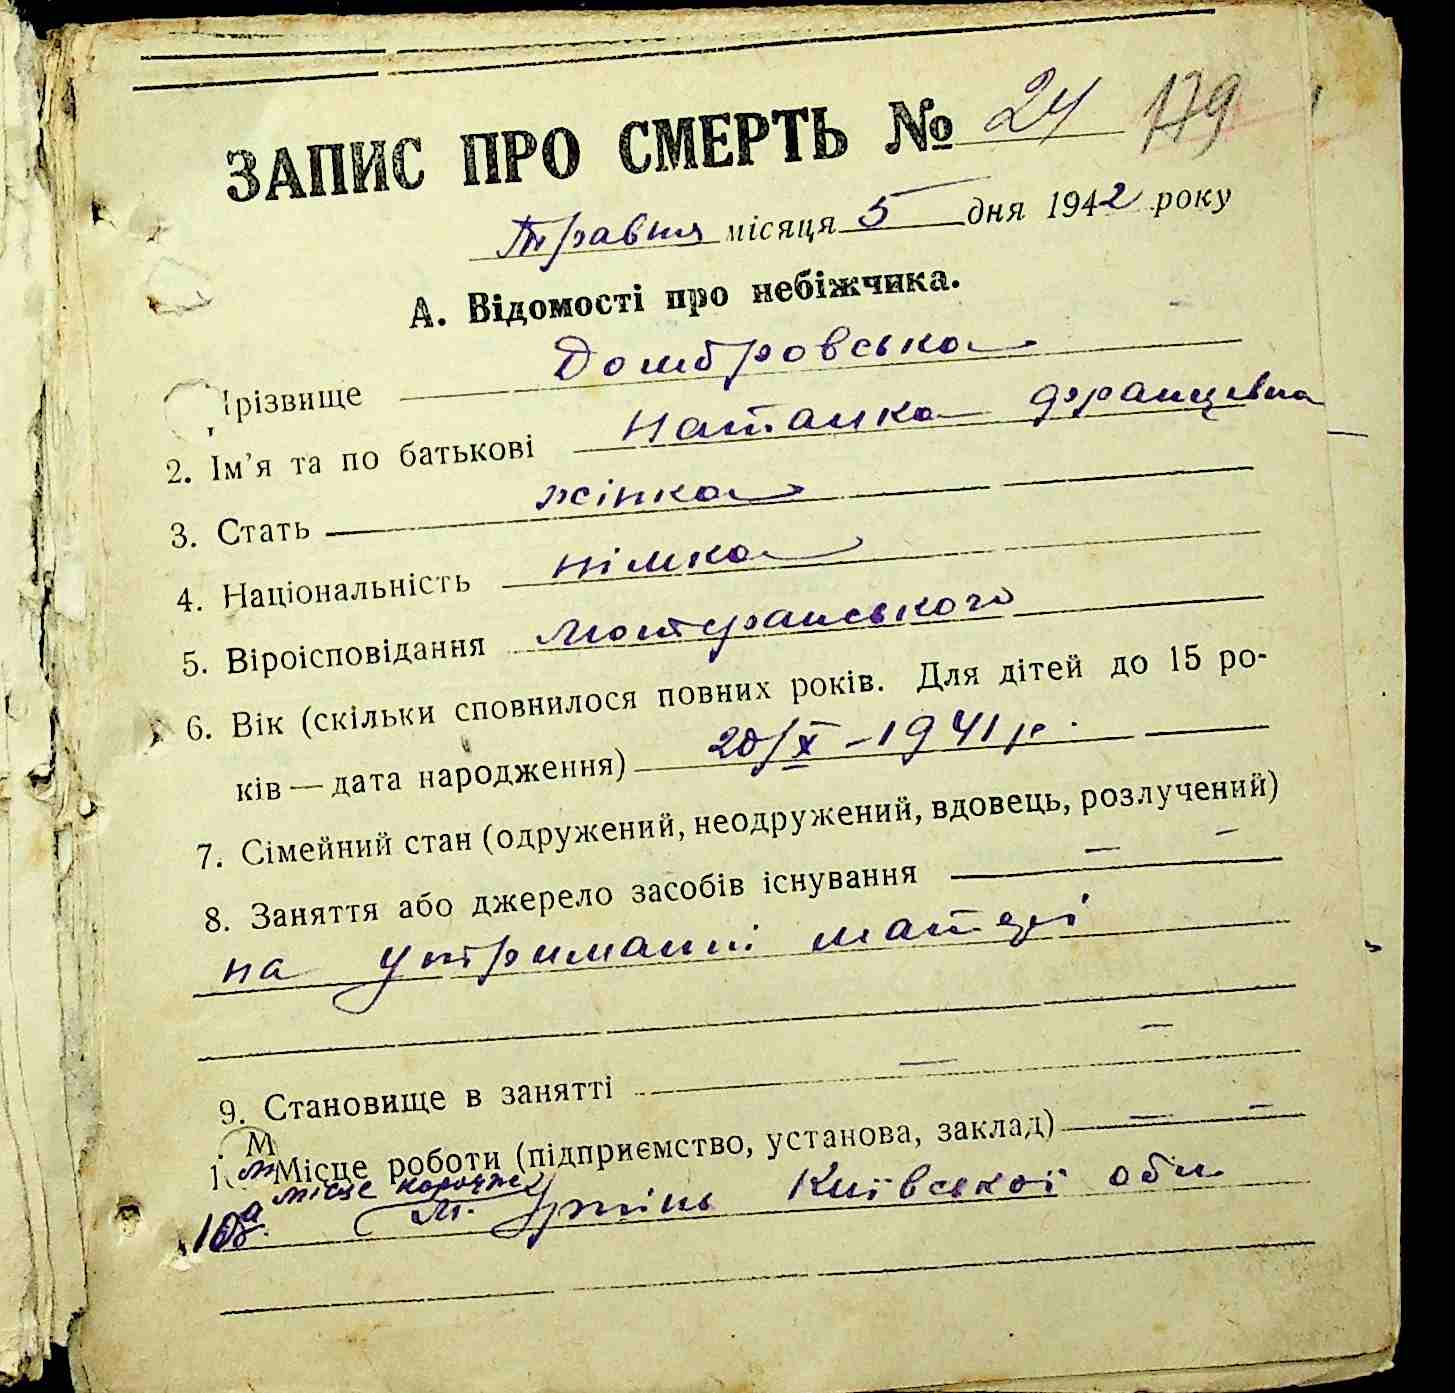 ЗАПИС ПРО СМЕРТЬ № 24 179
Травня місяця 5 дня 1942 року
А. Відомості про небіжчика.
Прізвище Домбровська
2. Ім'я та по батькові Наталка Францівна
3. Стать жінка
4. Національність німка
5. Віроісповідання Лютеранського
6. Вік (скільки сповнилося повних років. Для дітей до 15 ро-
ків — дата народження) 20/X - 1941 р.
7. Сімейний стан (одружений, неодружений, вдовець, розлучений)
8. Заняття або джерело засобів існування — —
на утриманні матері
9. Становище в занятті — —
Місце роботи (підприємство, установа, заклад) — —
місце
10а. м. Ірпінь Київської обл